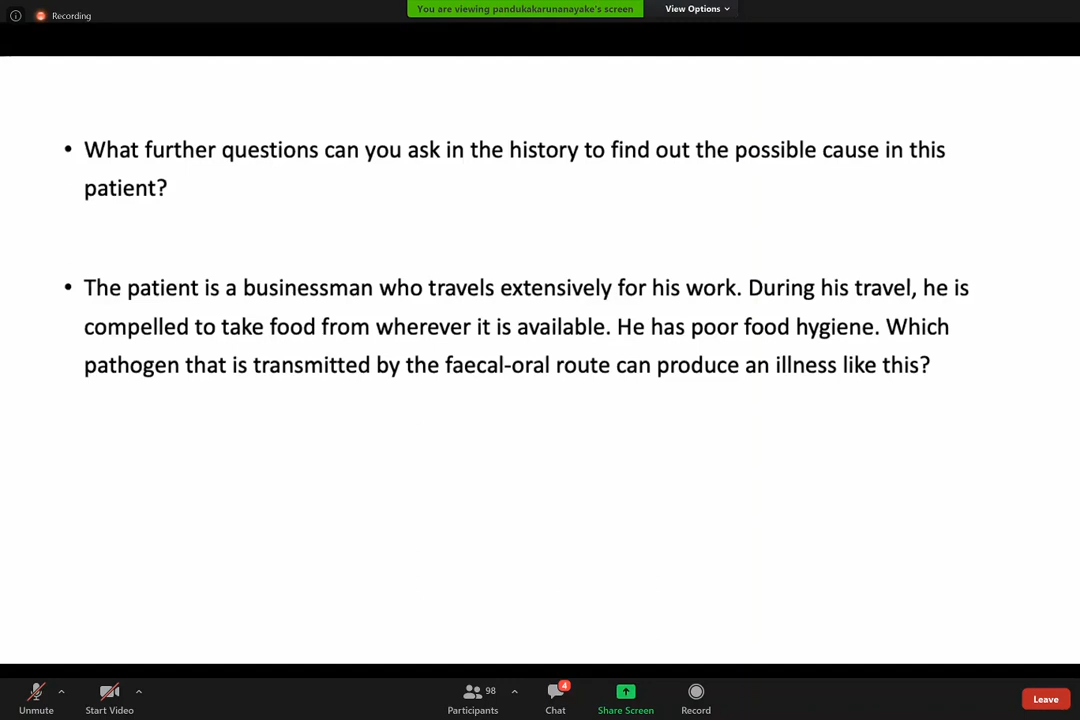 Recording
You are viewing pandukakarunanayake's screen
View Options
• What further questions can you ask in the history to find out the possible cause in this
patient?
• The patient is a businessman who travels extensively for his work. During his travel, he is
compelled to take food from wherever it is available. He has poor food hygiene. Which
pathogen that is transmitted by the faecal-oral route can produce an illness like this?
98
4
Unmute
Start Video
Participants
Chat
Share Screen
Record
Leave